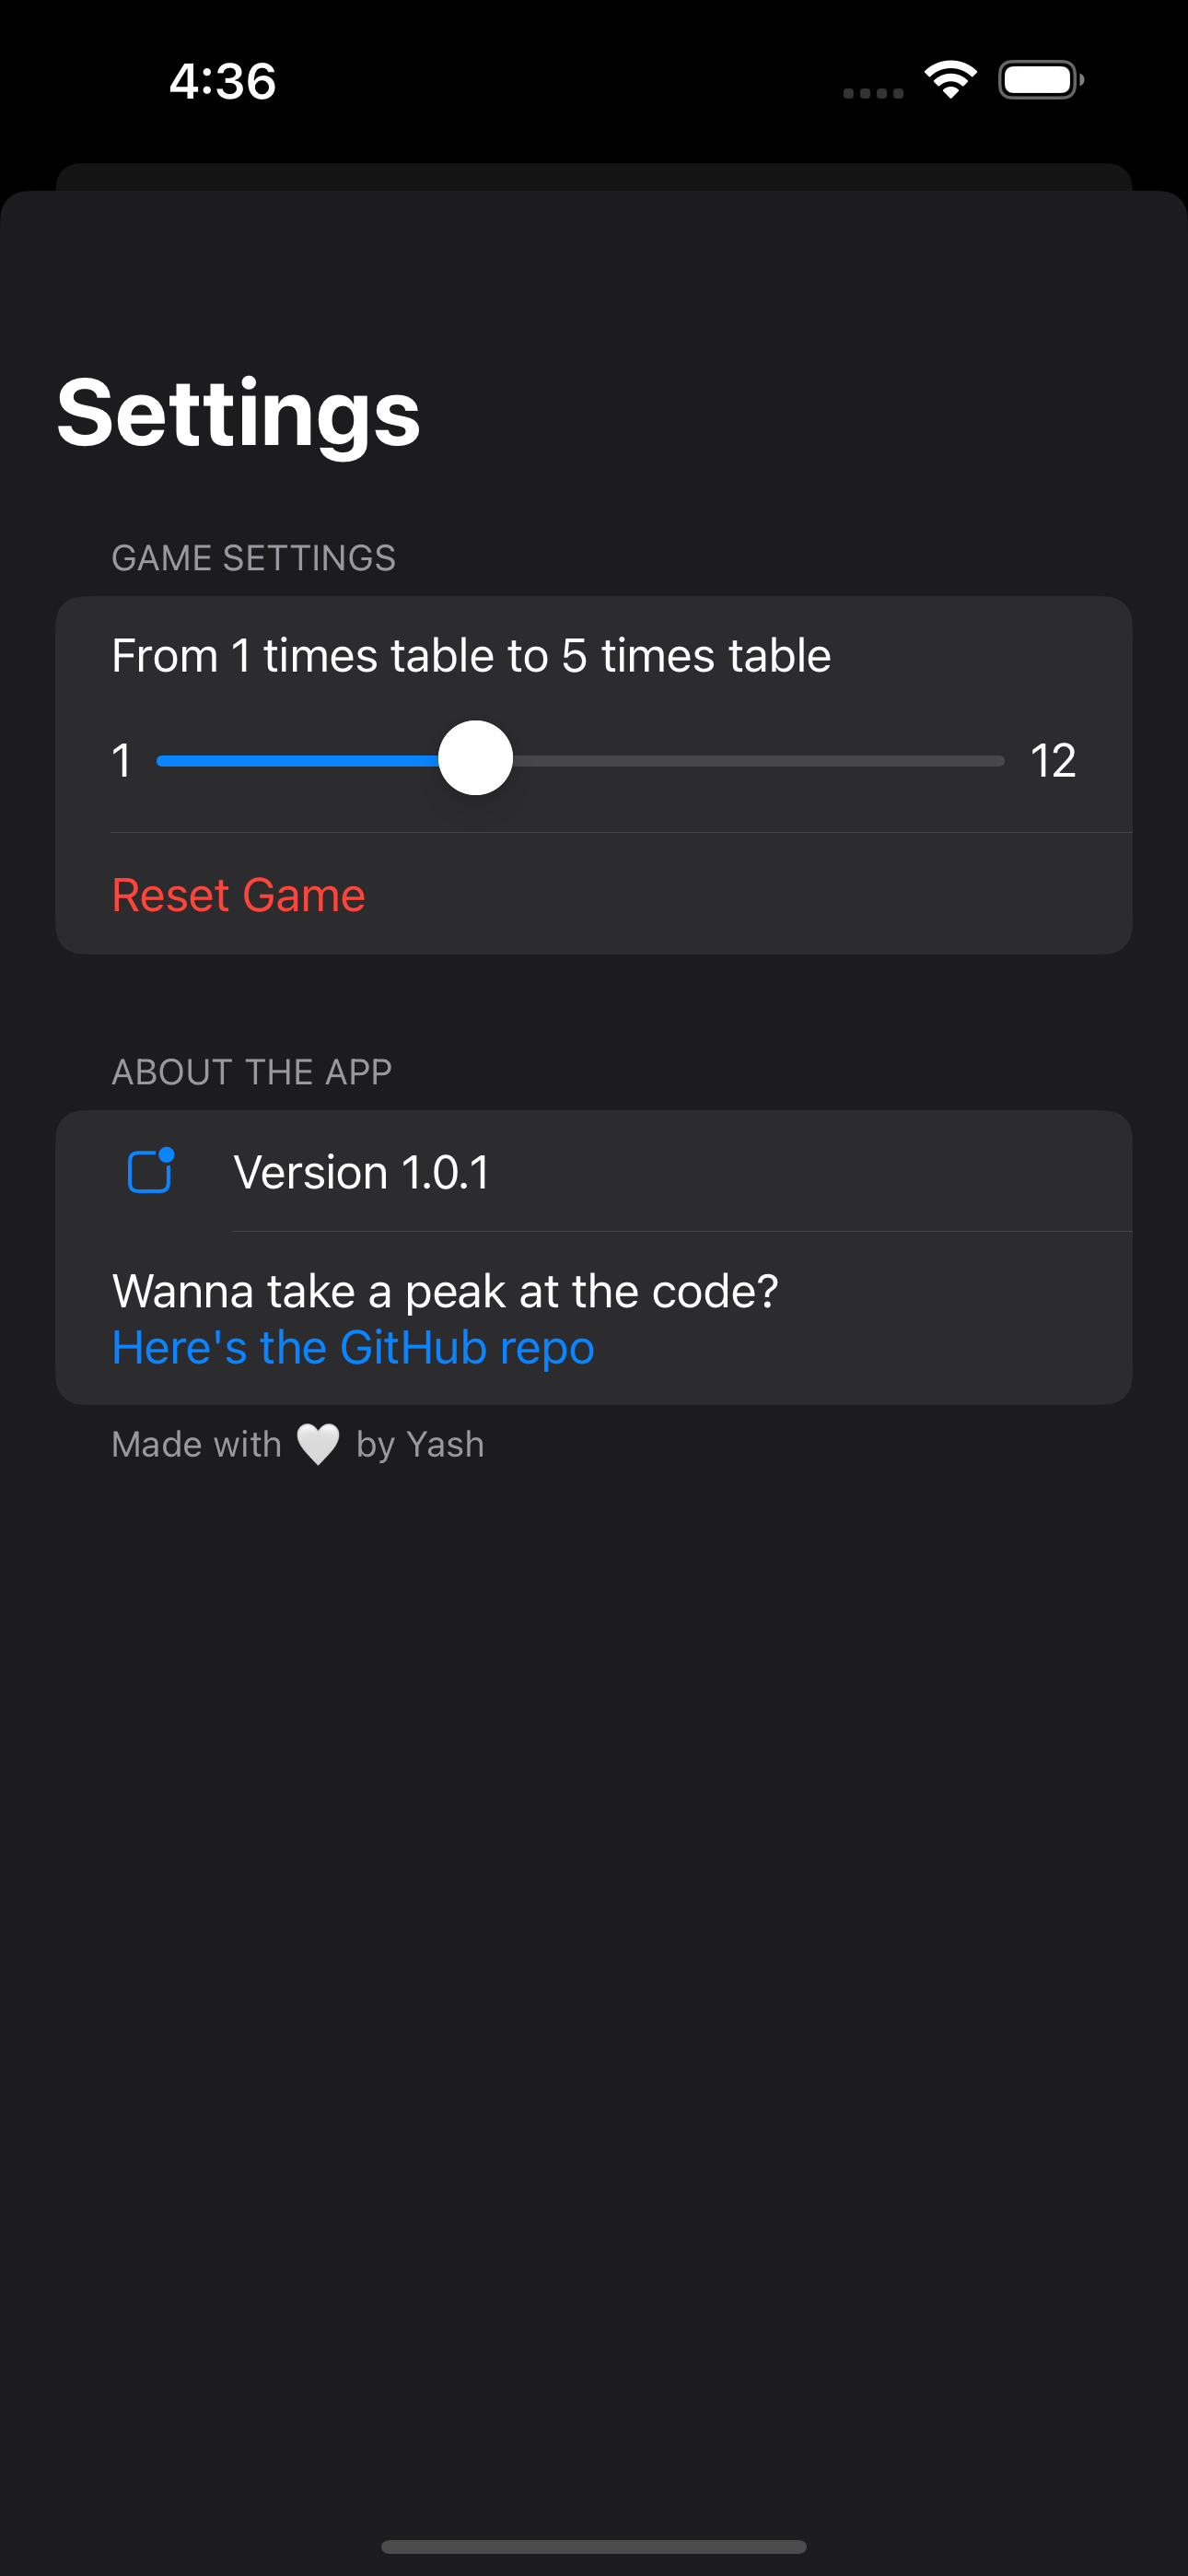 4:36
Settings
GAME SETTINGS
From 1 times table to 5 times table
1 12
Reset Game
ABOUT THE APP
Version 1.0.1
Wanna take a peak at the code?
Here's the GitHub repo
Made with 🤍 by Yash